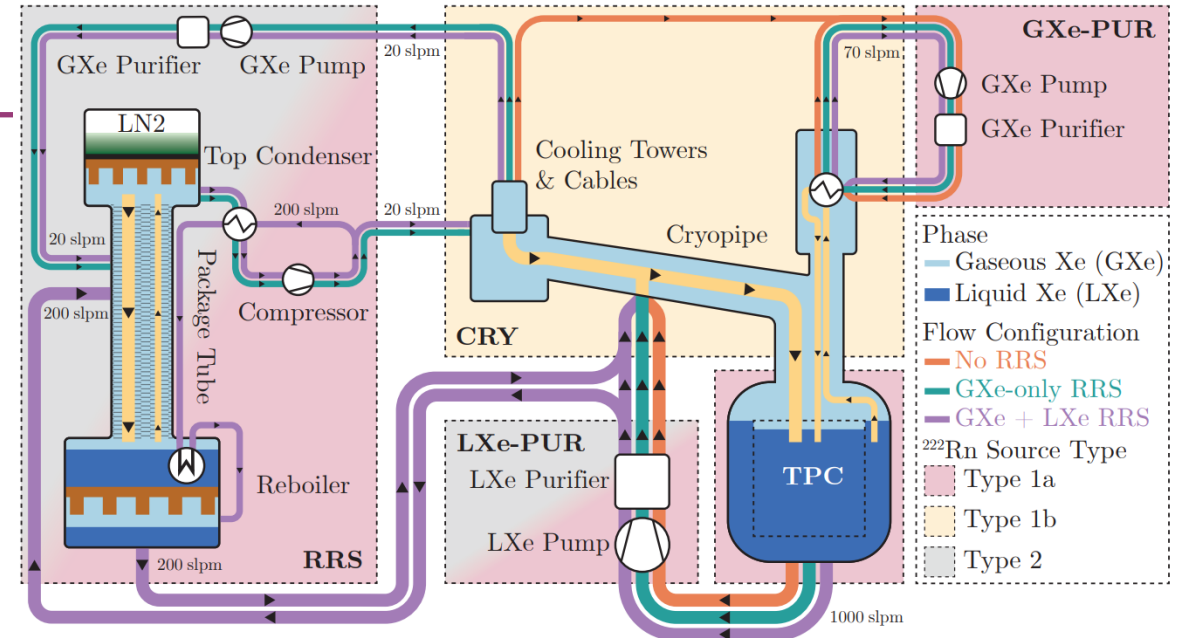 GXe Purifier
GXe Pump
LN2
Top Condenser
20 slpm
200 slpm
Package Tube
200 slpm
Compressor
Reboiler
RRS
200 slpm
20 slpm
20 slpm
Cooling Towers
& Cables
Cryopipe
CRY
LXe-PUR
LXe Purifier
LXe Pump
TPC
1000 slpm
70 slpm
GXe-PUR
GXe Pump
GXe Purifier
Phase
Gaseous Xe (GXe)
Liquid Xe (LXe)
Flow Configuration
No RRS
GXe-only RRS
GXe + LXe RRS
²²²Rn Source Type
Type 1a
Type 1b
Type 2